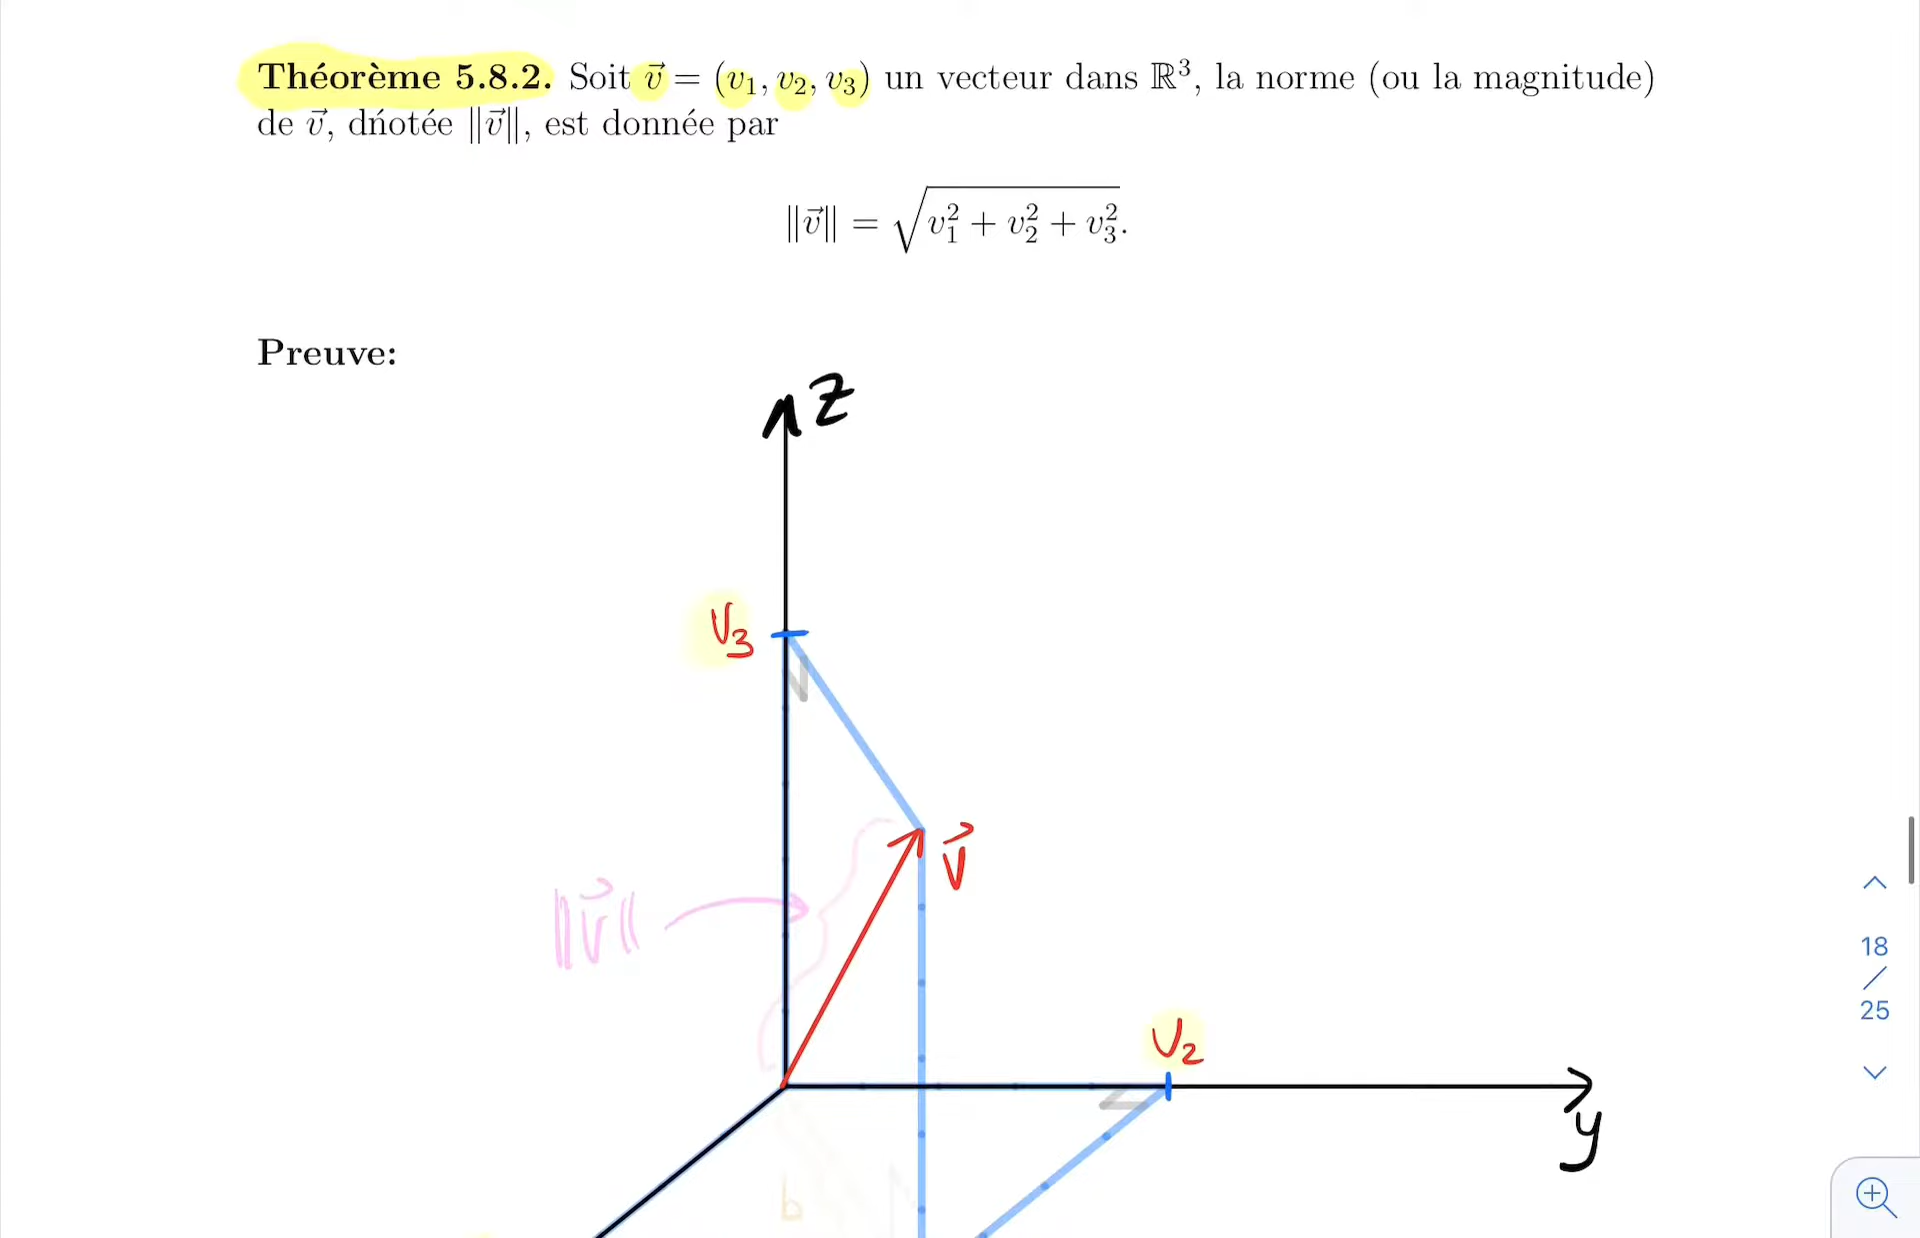 Théorème 5.8.2. Soit v⃗ = (v₁, v₂, v₃) un vecteur dans ℝ³, la norme (ou la magnitude)
de v⃗, dńotée ‖v⃗‖, est donnée par
‖v⃗‖ = √(v₁² + v₂² + v₃²).
Preuve:
z
v₃
v⃗
‖v⃗‖
v₂
y
b
18
/
25